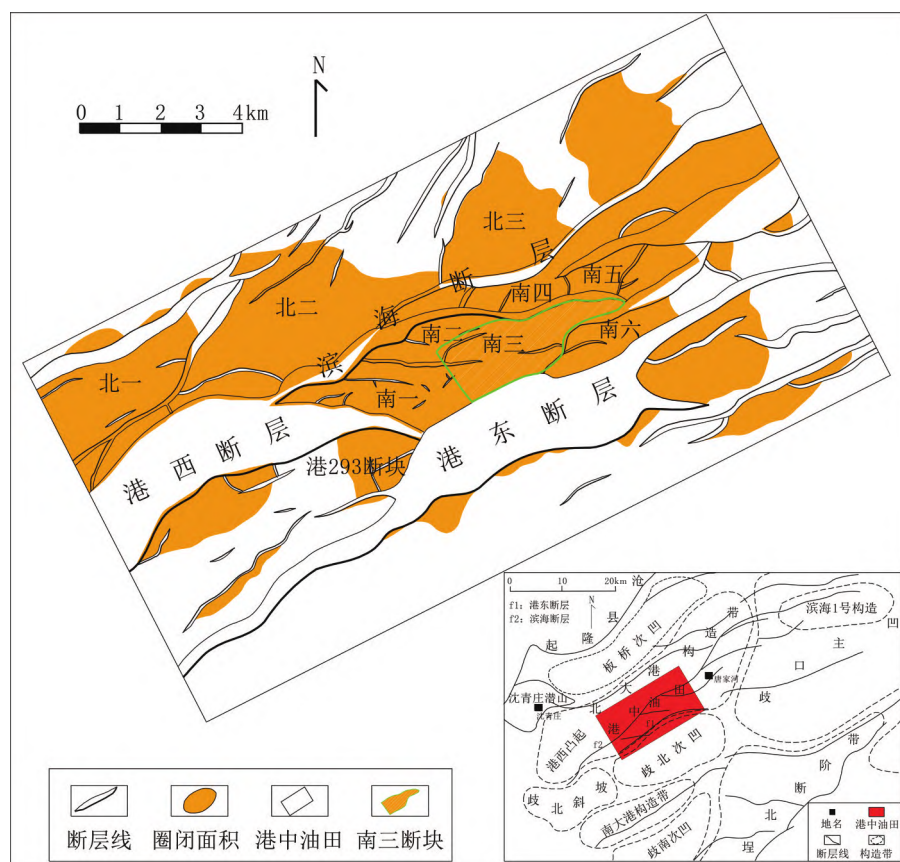 N
0 1 2 3 4km
北三
滨海断层
南五
南四
北二
南二
南三
南六
北一
南一
港西断层
港东断层
港293断块
断层线
圈闭面积
港中油田
南三断块
0 10 20km
f1: 港东断层
f2: 滨海断层
N
沧县隆起
板桥次凹
北大港构造带
滨海1号构造
歧口主凹
唐家河
沈青庄潜山
沈青庄
港中油田
f1
f2
港西凸起
歧北次凹
歧北斜坡
南大港构造带
歧南次凹
埕北断阶带
地名
港中油田
断层线
构造带